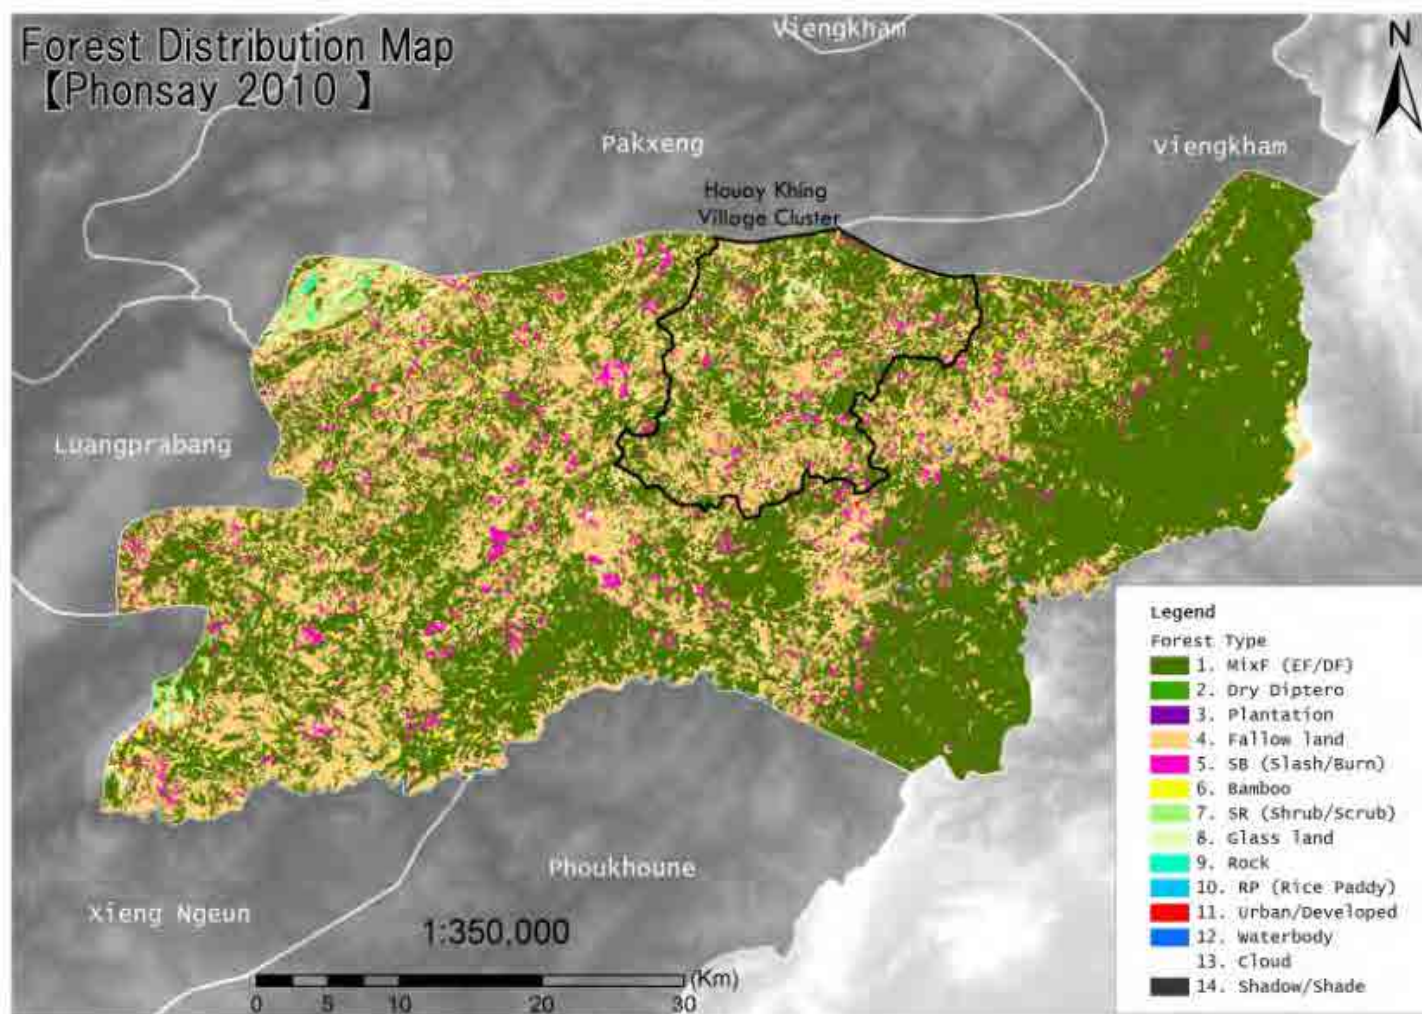 Forest Distribution Map
【Phonsay 2010 】
Viengkham
N
Pakxeng
Viengkham
Houay Khing
Village Cluster
Luangprabang
Phoukhoune
Xieng Ngeun
1:350,000
(Km)
0 5 10 20 30
Legend
Forest Type
1. MixF (EF/DF)
2. Dry Diptero
3. Plantation
4. Fallow land
5. SB (Slash/Burn)
6. Bamboo
7. SR (Shrub/Scrub)
8. Glass land
9. Rock
10. RP (Rice Paddy)
11. Urban/Developed
12. Waterbody
13. Cloud
14. Shadow/Shade